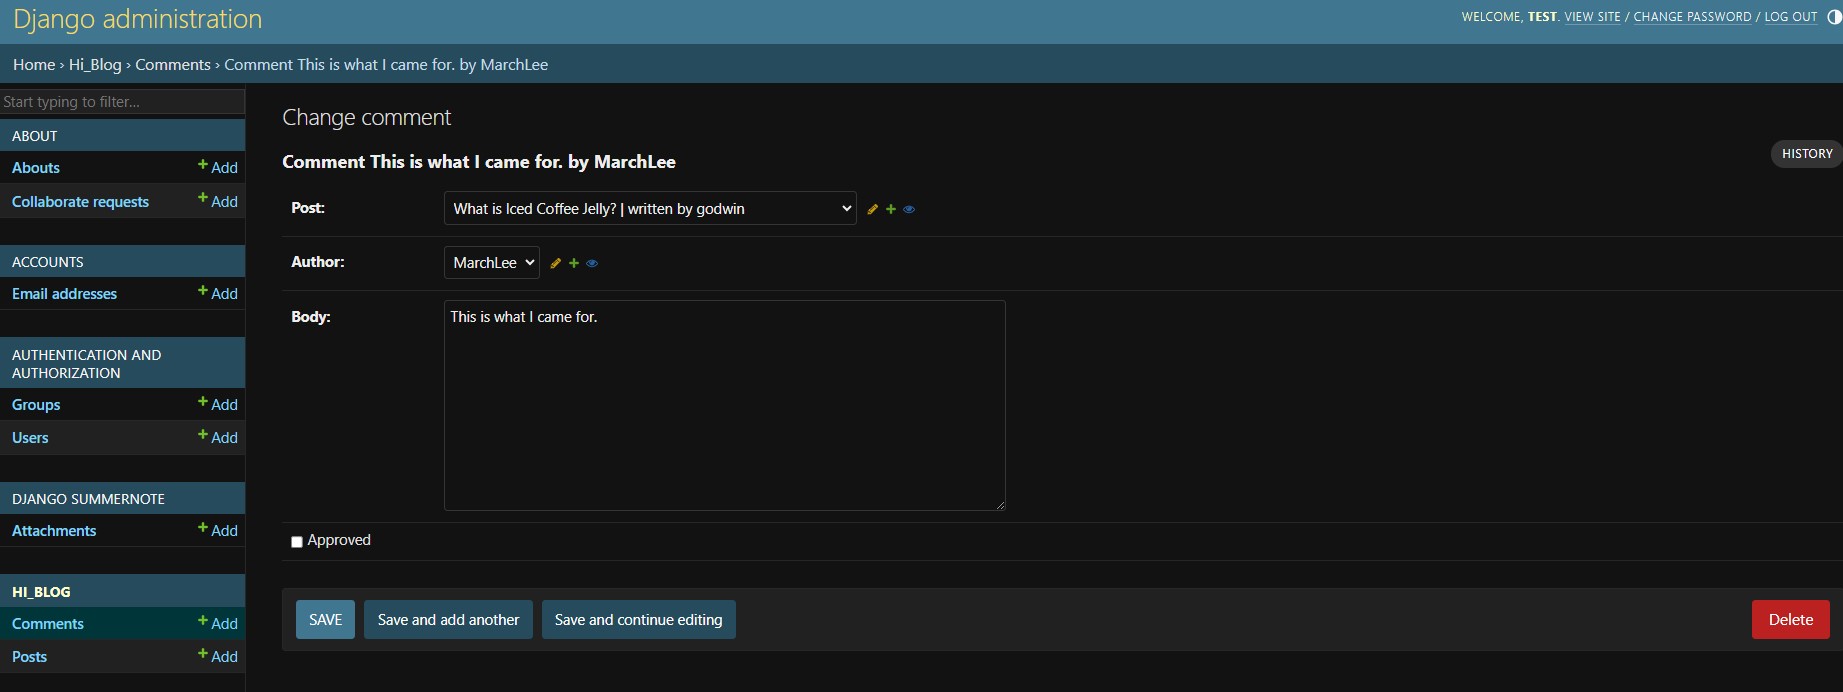 Django administration
WELCOME, TEST. VIEW SITE / CHANGE PASSWORD / LOG OUT
Home › Hi_Blog › Comments › Comment This is what I came for. by MarchLee
Start typing to filter...
ABOUT
Abouts + Add
Collaborate requests + Add
ACCOUNTS
Email addresses + Add
AUTHENTICATION AND
AUTHORIZATION
Groups + Add
Users + Add
DJANGO SUMMERNOTE
Attachments + Add
HI_BLOG
Comments + Add
Posts + Add
Change comment
Comment This is what I came for. by MarchLee
HISTORY
Post: What is Iced Coffee Jelly? | written by godwin
Author: MarchLee
Body: This is what I came for.
Approved
SAVE Save and add another Save and continue editing Delete